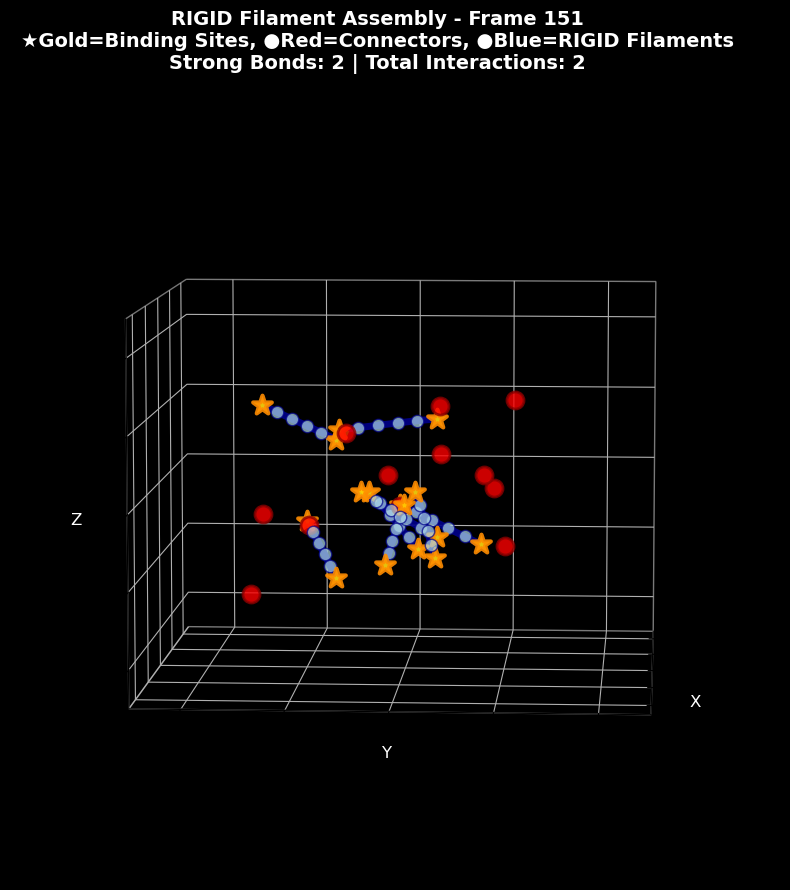 RIGID Filament Assembly - Frame 151
★Gold=Binding Sites, ●Red=Connectors, ●Blue=RIGID Filaments
Strong Bonds: 2 | Total Interactions: 2
Z
X
Y